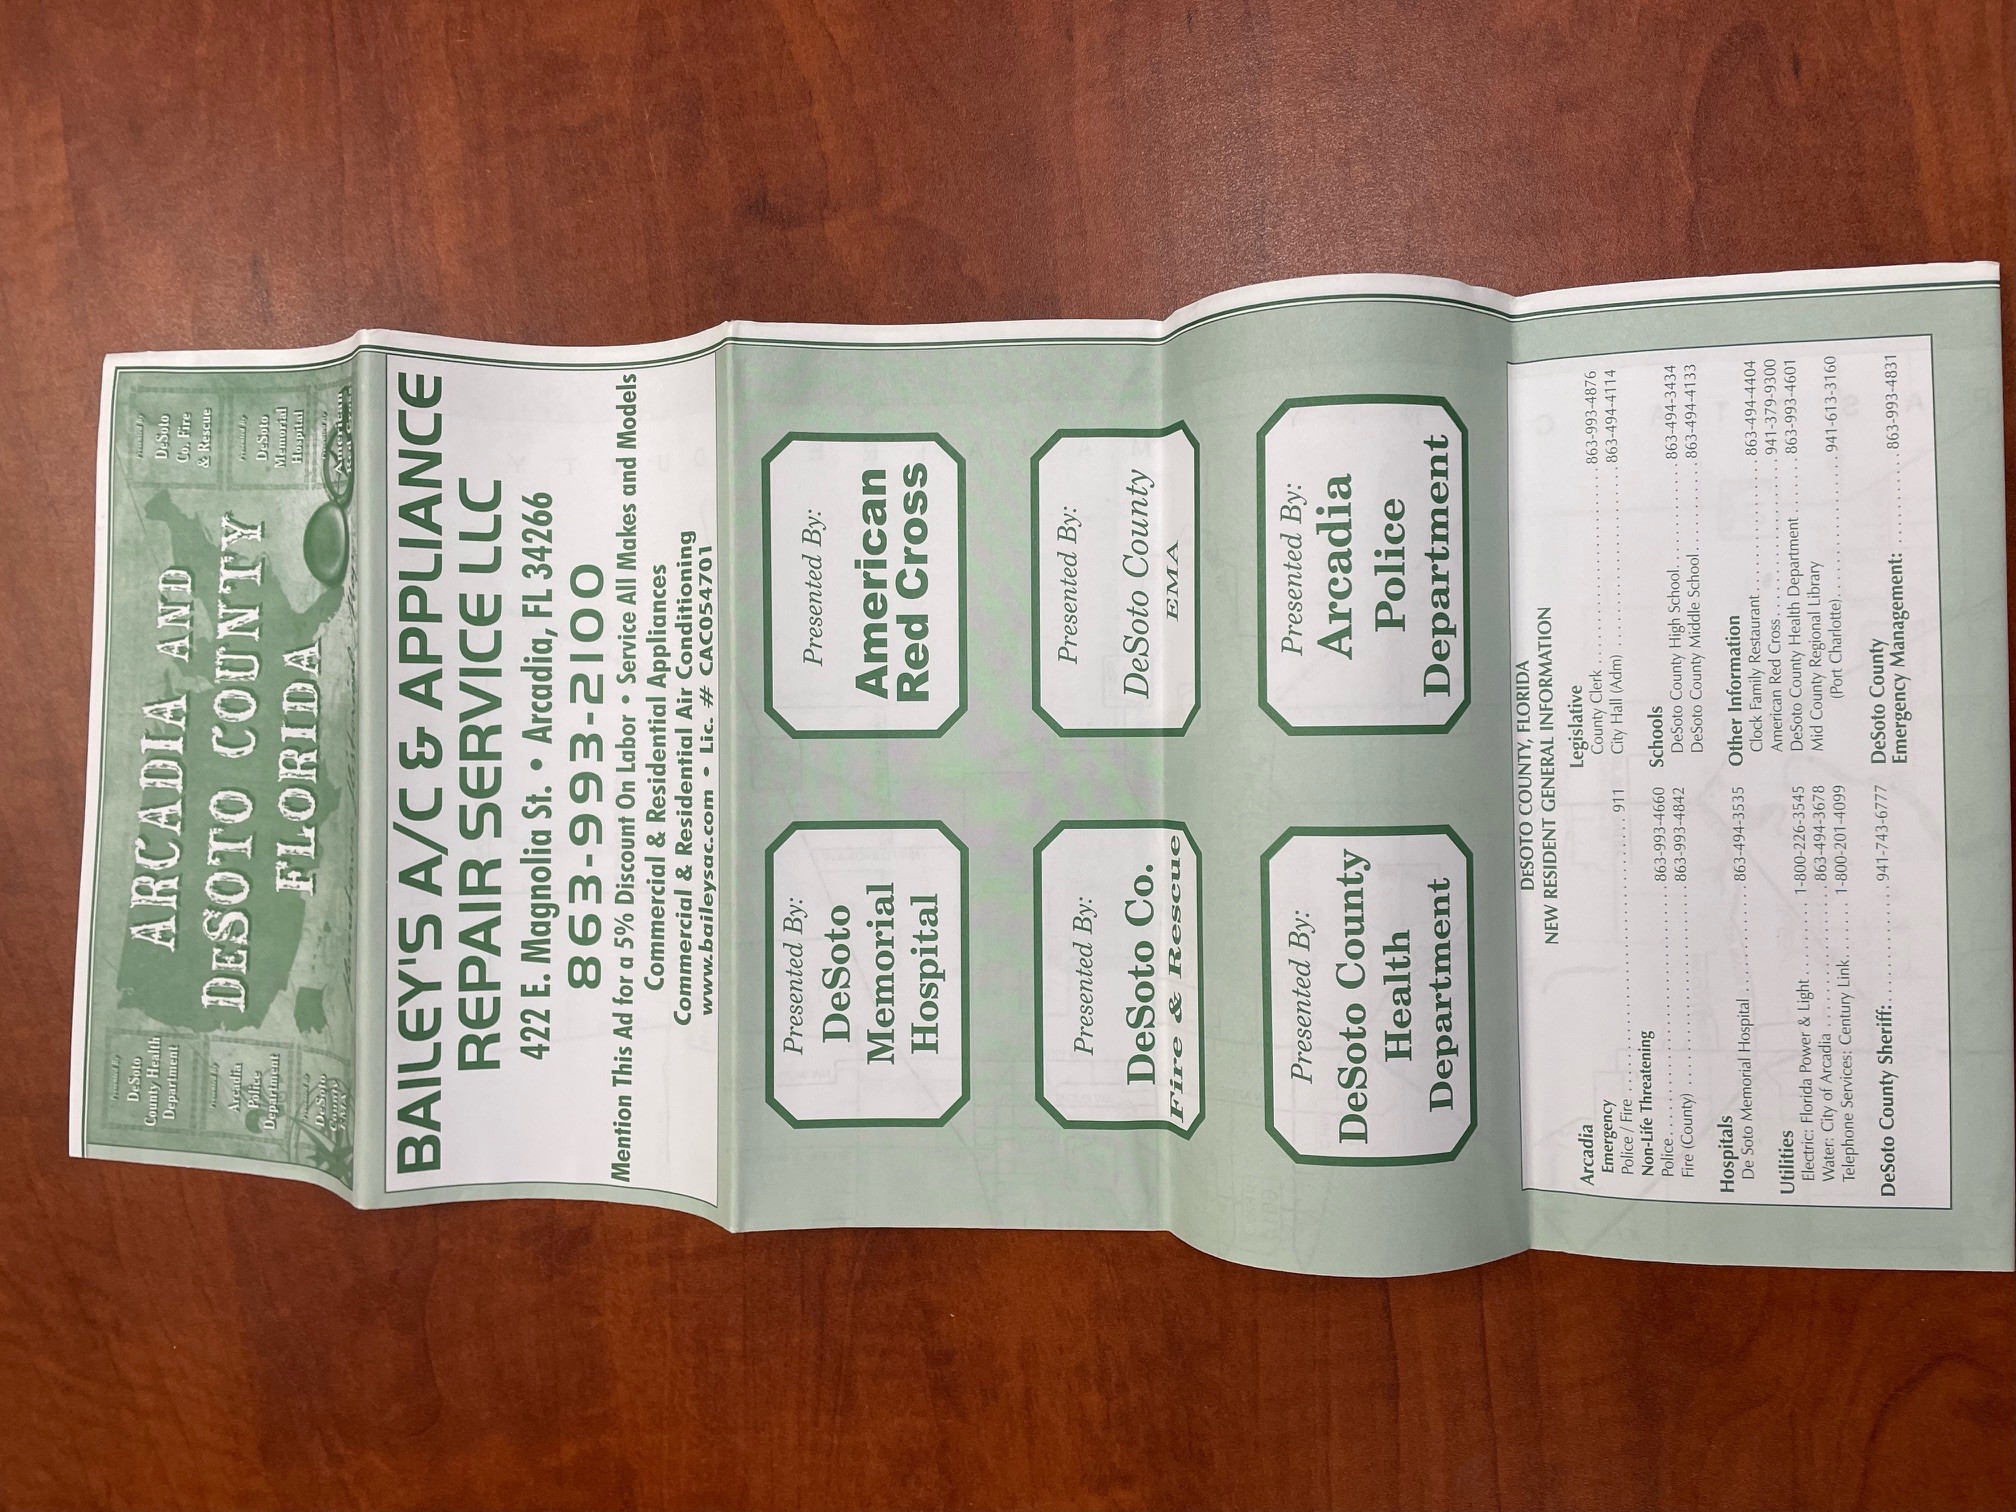 ARCADIA AND
DESOTO COUNTY
FLORIDA
DeSoto
County Health
Department
Arcadia
Police
Department
DeSoto
County
EMA
DeSoto
Co. Fire
& Rescue
DeSoto
Memorial
Hospital
American
BAILEY'S A/C & APPLIANCE
REPAIR SERVICE LLC
422 E. Magnolia St. • Arcadia, FL 34266
863-993-2100
Mention This Ad for a 5% Discount On Labor • Service All Makes and Models
Commercial & Residential Appliances
Commercial & Residential Air Conditioning
www.baileysac.com • Lic. # CAC054701
Presented By:
DeSoto
Memorial
Hospital
Presented By:
American
Red Cross
Presented By:
DeSoto Co.
Fire & Rescue
Presented By:
DeSoto County
EMA
Presented By:
DeSoto County
Health
Department
Presented By:
Arcadia
Police
Department
DESOTO COUNTY, FLORIDA
NEW RESIDENT GENERAL INFORMATION
Arcadia
Emergency
Police / Fire . . . . . . . . . . . . . . . . . . . . . . . . . . . . . . 911
Non-Life Threatening
Police . . . . . . . . . . . . . . . . . . . . . . . . . . 863-993-4660
Fire (County) . . . . . . . . . . . . . . . . . . . . 863-993-4842
Hospitals
De Soto Memorial Hospital . . . . . . . . . . . 863-494-3535
Utilities
Electric: Florida Power & Light . . . . . . . 1-800-226-3545
Water: City of Arcadia . . . . . . . . . . . . . . 863-494-3678
Telephone Services: Century Link . . . . . 1-800-201-4099
DeSoto County Sheriff: . . . . . . . . . . . . 941-743-6777
Legislative
County Clerk . . . . . . . . . . . . . . . . . . . . . 863-993-4876
City Hall (Adm) . . . . . . . . . . . . . . . . . . . 863-494-4114
Schools
DeSoto County High School . . . . . . . . . . . 863-494-3434
DeSoto County Middle School . . . . . . . . . 863-494-4133
Other Information
Clock Family Restaurant . . . . . . . . . . . . . . 863-494-4404
American Red Cross . . . . . . . . . . . . . . . . . 941-379-9300
DeSoto County Health Department . . . . . . 863-993-4601
Mid County Regional Library
(Port Charlotte) . . . . . . . . . . . . . . . . . . 941-613-3160
DeSoto County
Emergency Management: . . . . . . . . . . . 863-993-4831